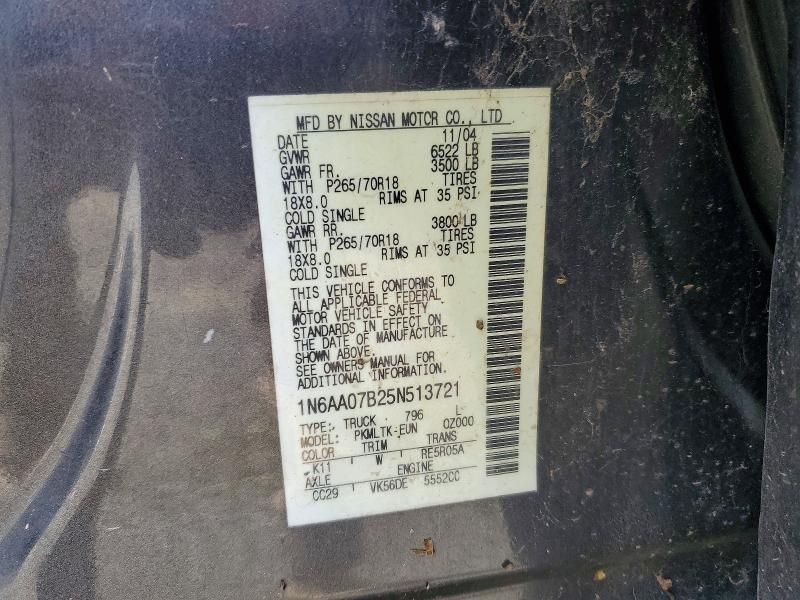 MFD BY NISSAN MOTOR CO., LTD
DATE 11/04
GVWR 6522 LB
GAWR FR. 3500 LB
WITH P265/70R18 TIRES
18X8.0 RIMS AT 35 PSI
COLD SINGLE
GAWR RR. 3800 LB
WITH P265/70R18 TIRES
18X8.0 RIMS AT 35 PSI
COLD SINGLE
THIS VEHICLE CONFORMS TO
ALL APPLICABLE FEDERAL
MOTOR VEHICLE SAFETY
STANDARDS IN EFFECT ON
THE DATE OF MANUFACTURE
SHOWN ABOVE.
SEE OWNERS MANUAL FOR
ADDITIONAL INFORMATION
1N6AA07B25N513721
TYPE: TRUCK 796 L
MODEL: PKMLTK-EUN QZ000
COLOR TRIM TRANS
K11 W RE5R05A
AXLE ENGINE
CC29 VK56DE 5552CC